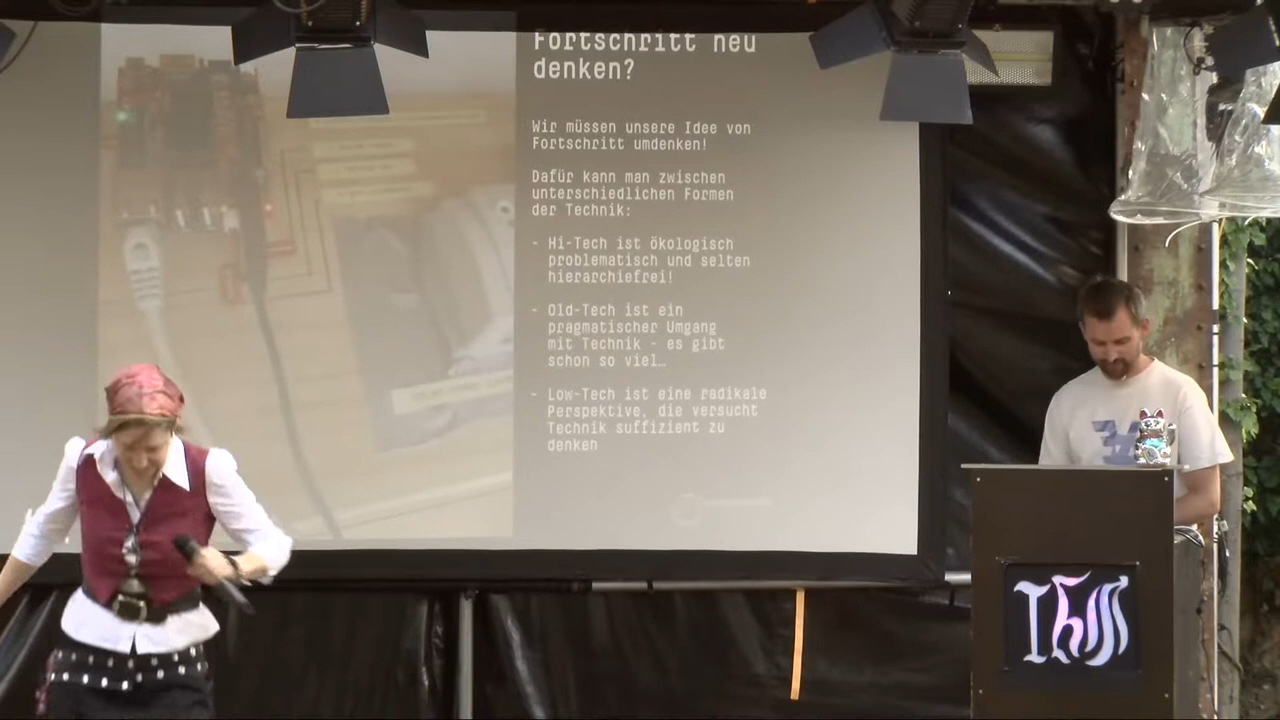 Fortschritt neu
denken?
Wir müssen unsere Idee von
Fortschritt umdenken!
Dafür kann man zwischen
unterschiedlichen Formen
der Technik:
- Hi-Tech ist ökologisch
problematisch und selten
hierarchiefrei!
- Old-Tech ist ein
pragmatischer Umgang
mit Technik - es gibt
schon so viel…
- Low-Tech ist eine radikale
Perspektive, die versucht
Technik suffizient zu
denken